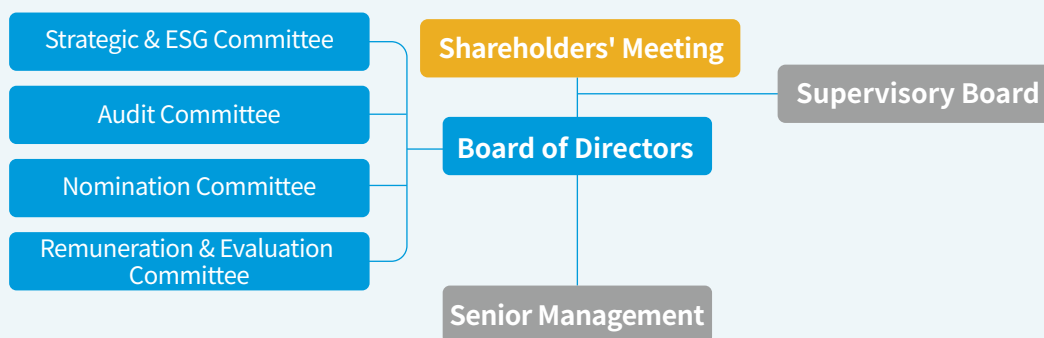 Strategic & ESG Committee
Audit Committee
Nomination Committee
Remuneration & Evaluation
Committee
Shareholders' Meeting
Supervisory Board
Board of Directors
Senior Management